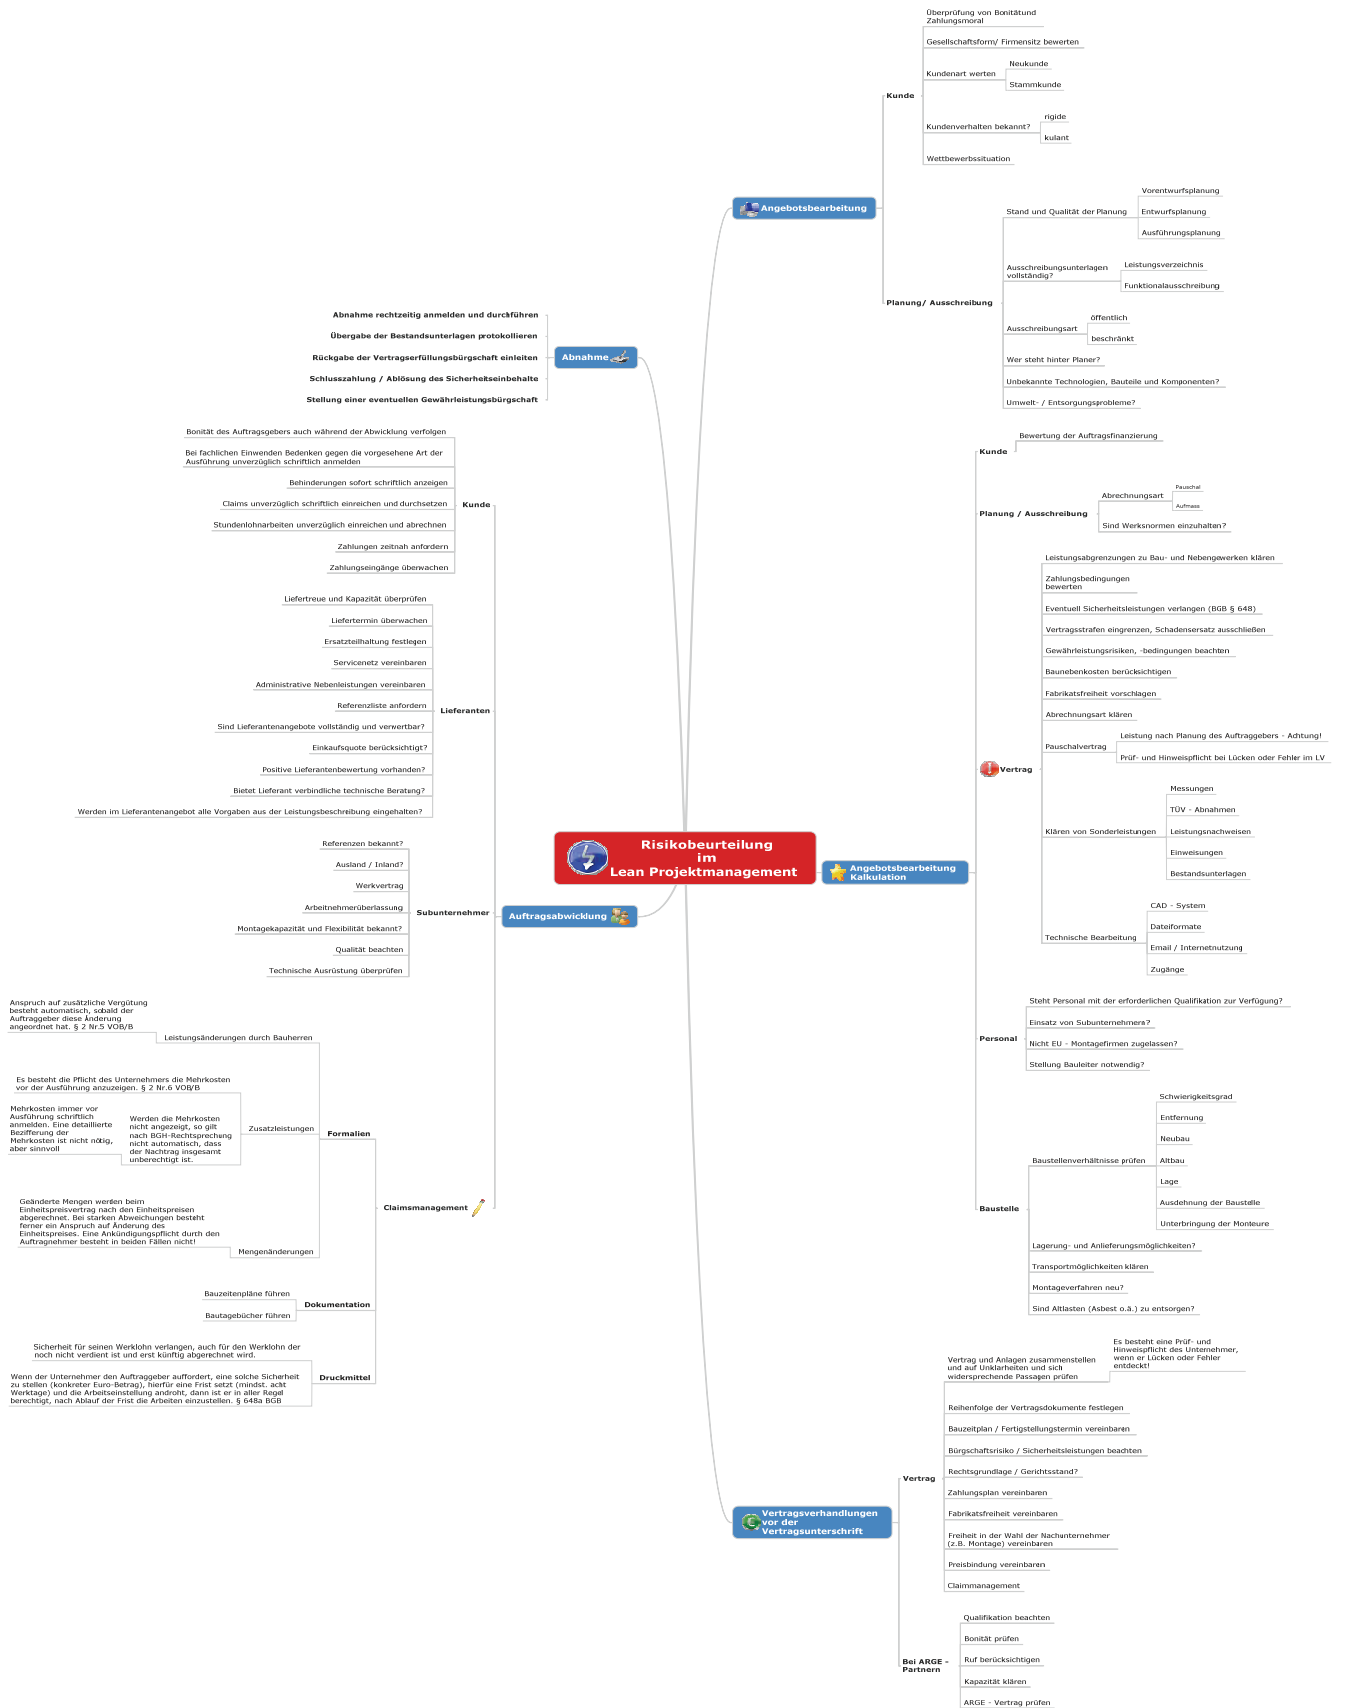 Risikobeurteilung
im
Lean Projektmanagement
Angebotsbearbeitung
Kunde
Überprüfung von Bonitätund
Zahlungsmoral
Gesellschaftsform/ Firmensitz bewerten
Kundenart werten
Neukunde
Stammkunde
Kundenverhalten bekannt?
rigide
kulant
Wettbewerbssituation
Planung/ Ausschreibung
Stand und Qualität der Planung
Vorentwurfsplanung
Entwurfsplanung
Ausführungsplanung
Ausschreibungsunterlagen
vollständig?
Leistungsverzeichnis
Funktionalausschreibung
Ausschreibungsart
öffentlich
beschränkt
Wer steht hinter Planer?
Unbekannte Technologien, Bauteile und Komponenten?
Umwelt- / Entsorgungsprobleme?
Angebotsbearbeitung
Kalkulation
Kunde
Bewertung der Auftragsfinanzierung
Planung / Ausschreibung
Abrechnungsart
Pauschal
Aufmass
Sind Werksnormen einzuhalten?
Vertrag
Leistungsabgrenzungen zu Bau- und Nebengewerken klären
Zahlungsbedingungen
bewerten
Eventuell Sicherheitsleistungen verlangen (BGB § 648)
Vertragsstrafen eingrenzen, Schadensersatz ausschließen
Gewährleistungsrisiken, -bedingungen beachten
Baunebenkosten berücksichtigen
Fabrikatsfreiheit vorschlagen
Abrechnungsart klären
Pauschalvertrag
Leistung nach Planung des Auftraggebers - Achtung!
Prüf- und Hinweispflicht bei Lücken oder Fehler im LV
Klären von Sonderleistungen
Messungen
TÜV - Abnahmen
Leistungsnachweisen
Einweisungen
Bestandsunterlagen
Technische Bearbeitung
CAD - System
Dateiformate
Email / Internetnutzung
Zugänge
Personal
Steht Personal mit der erforderlichen Qualifikation zur Verfügung?
Einsatz von Subunternehmern?
Nicht EU - Montagefirmen zugelassen?
Stellung Bauleiter notwendig?
Baustelle
Baustellenverhältnisse prüfen
Schwierigkeitsgrad
Entfernung
Neubau
Altbau
Lage
Ausdehnung der Baustelle
Unterbringung der Monteure
Lagerung- und Anlieferungsmöglichkeiten?
Transportmöglichkeiten klären
Montageverfahren neu?
Sind Altlasten (Asbest o.ä.) zu entsorgen?
Vertragsverhandlungen
vor der
Vertragsunterschrift
Vertrag
Vertrag und Anlagen zusammenstellen
und auf Unklarheiten und sich
widersprechende Passagen prüfen
Es besteht eine Prüf- und
Hinweispflicht des Unternehmer,
wenn er Lücken oder Fehler
entdeckt!
Reihenfolge der Vertragsdokumente festlegen
Bauzeitplan / Fertigstellungstermin vereinbaren
Bürgschaftsrisiko / Sicherheitsleistungen beachten
Rechtsgrundlage / Gerichtsstand?
Zahlungsplan vereinbaren
Fabrikatsfreiheit vereinbaren
Freiheit in der Wahl der Nachunternehmer
(z.B. Montage) vereinbaren
Preisbindung vereinbaren
Claimmanagement
Bei ARGE -
Partnern
Qualifikation beachten
Bonität prüfen
Ruf berücksichtigen
Kapazität klären
ARGE - Vertrag prüfen
Abnahme
Abnahme rechtzeitig anmelden und durchführen
Übergabe der Bestandsunterlagen protokollieren
Rückgabe der Vertragserfüllungsbürgschaft einleiten
Schlusszahlung / Ablösung des Sicherheitseinbehalte
Stellung einer eventuellen Gewährleistungsbürgschaft
Auftragsabwicklung
Kunde
Bonität des Auftragsgebers auch während der Abwicklung verfolgen
Bei fachlichen Einwenden Bedenken gegen die vorgesehene Art der
Ausführung unverzüglich schriftlich anmelden
Behinderungen sofort schriftlich anzeigen
Claims unverzüglich schriftlich einreichen und durchsetzen
Stundenlohnarbeiten unverzüglich einreichen und abrechnen
Zahlungen zeitnah anfordern
Zahlungseingänge überwachen
Lieferanten
Liefertreue und Kapazität überprüfen
Liefertermin überwachen
Ersatzteilhaltung festlegen
Servicenetz vereinbaren
Administrative Nebenleistungen vereinbaren
Referenzliste anfordern
Sind Lieferantenangebote vollständig und verwertbar?
Einkaufsquote berücksichtigt?
Positive Lieferantenbewertung vorhanden?
Bietet Lieferant verbindliche technische Beratung?
Werden im Lieferantenangebot alle Vorgaben aus der Leistungsbeschreibung eingehalten?
Subunternehmer
Referenzen bekannt?
Ausland / Inland?
Werkvertrag
Arbeitnehmerüberlassung
Montagekapazität und Flexibilität bekannt?
Qualität beachten
Technische Ausrüstung überprüfen
Claimsmanagement
Formalien
Leistungsänderungen durch Bauherren
Anspruch auf zusätzliche Vergütung
besteht automatisch, sobald der
Auftraggeber diese Änderung
angeordnet hat. § 2 Nr.5 VOB/B
Zusatzleistungen
Es besteht die Pflicht des Unternehmers die Mehrkosten
vor der Ausführung anzuzeigen. § 2 Nr.6 VOB/B
Werden die Mehrkosten
nicht angezeigt, so gilt
nach BGH-Rechtsprechung
nicht automatisch, dass
der Nachtrag insgesamt
unberechtigt ist.
Mehrkosten immer vor
Ausführung schriftlich
anmelden. Eine detaillierte
Bezifferung der
Mehrkosten ist nicht nötig,
aber sinnvoll
Mengenänderungen
Geänderte Mengen werden beim
Einheitspreisvertrag nach den Einheitspreisen
abgerechnet. Bei starken Abweichungen besteht
ferner ein Anspruch auf Änderung des
Einheitspreises. Eine Ankündigungspflicht durch den
Auftragnehmer besteht in beiden Fällen nicht!
Dokumentation
Bauzeitenpläne führen
Bautagebücher führen
Druckmittel
Sicherheit für seinen Werklohn verlangen, auch für den Werklohn der
noch nicht verdient ist und erst künftig abgerechnet wird.
Wenn der Unternehmer den Auftraggeber auffordert, eine solche Sicherheit
zu stellen (konkreter Euro-Betrag), hierfür eine Frist setzt (mindst. acht
Werktage) und die Arbeitseinstellung androht, dann ist er in aller Regel
berechtigt, nach Ablauf der Frist die Arbeiten einzustellen. § 648a BGB